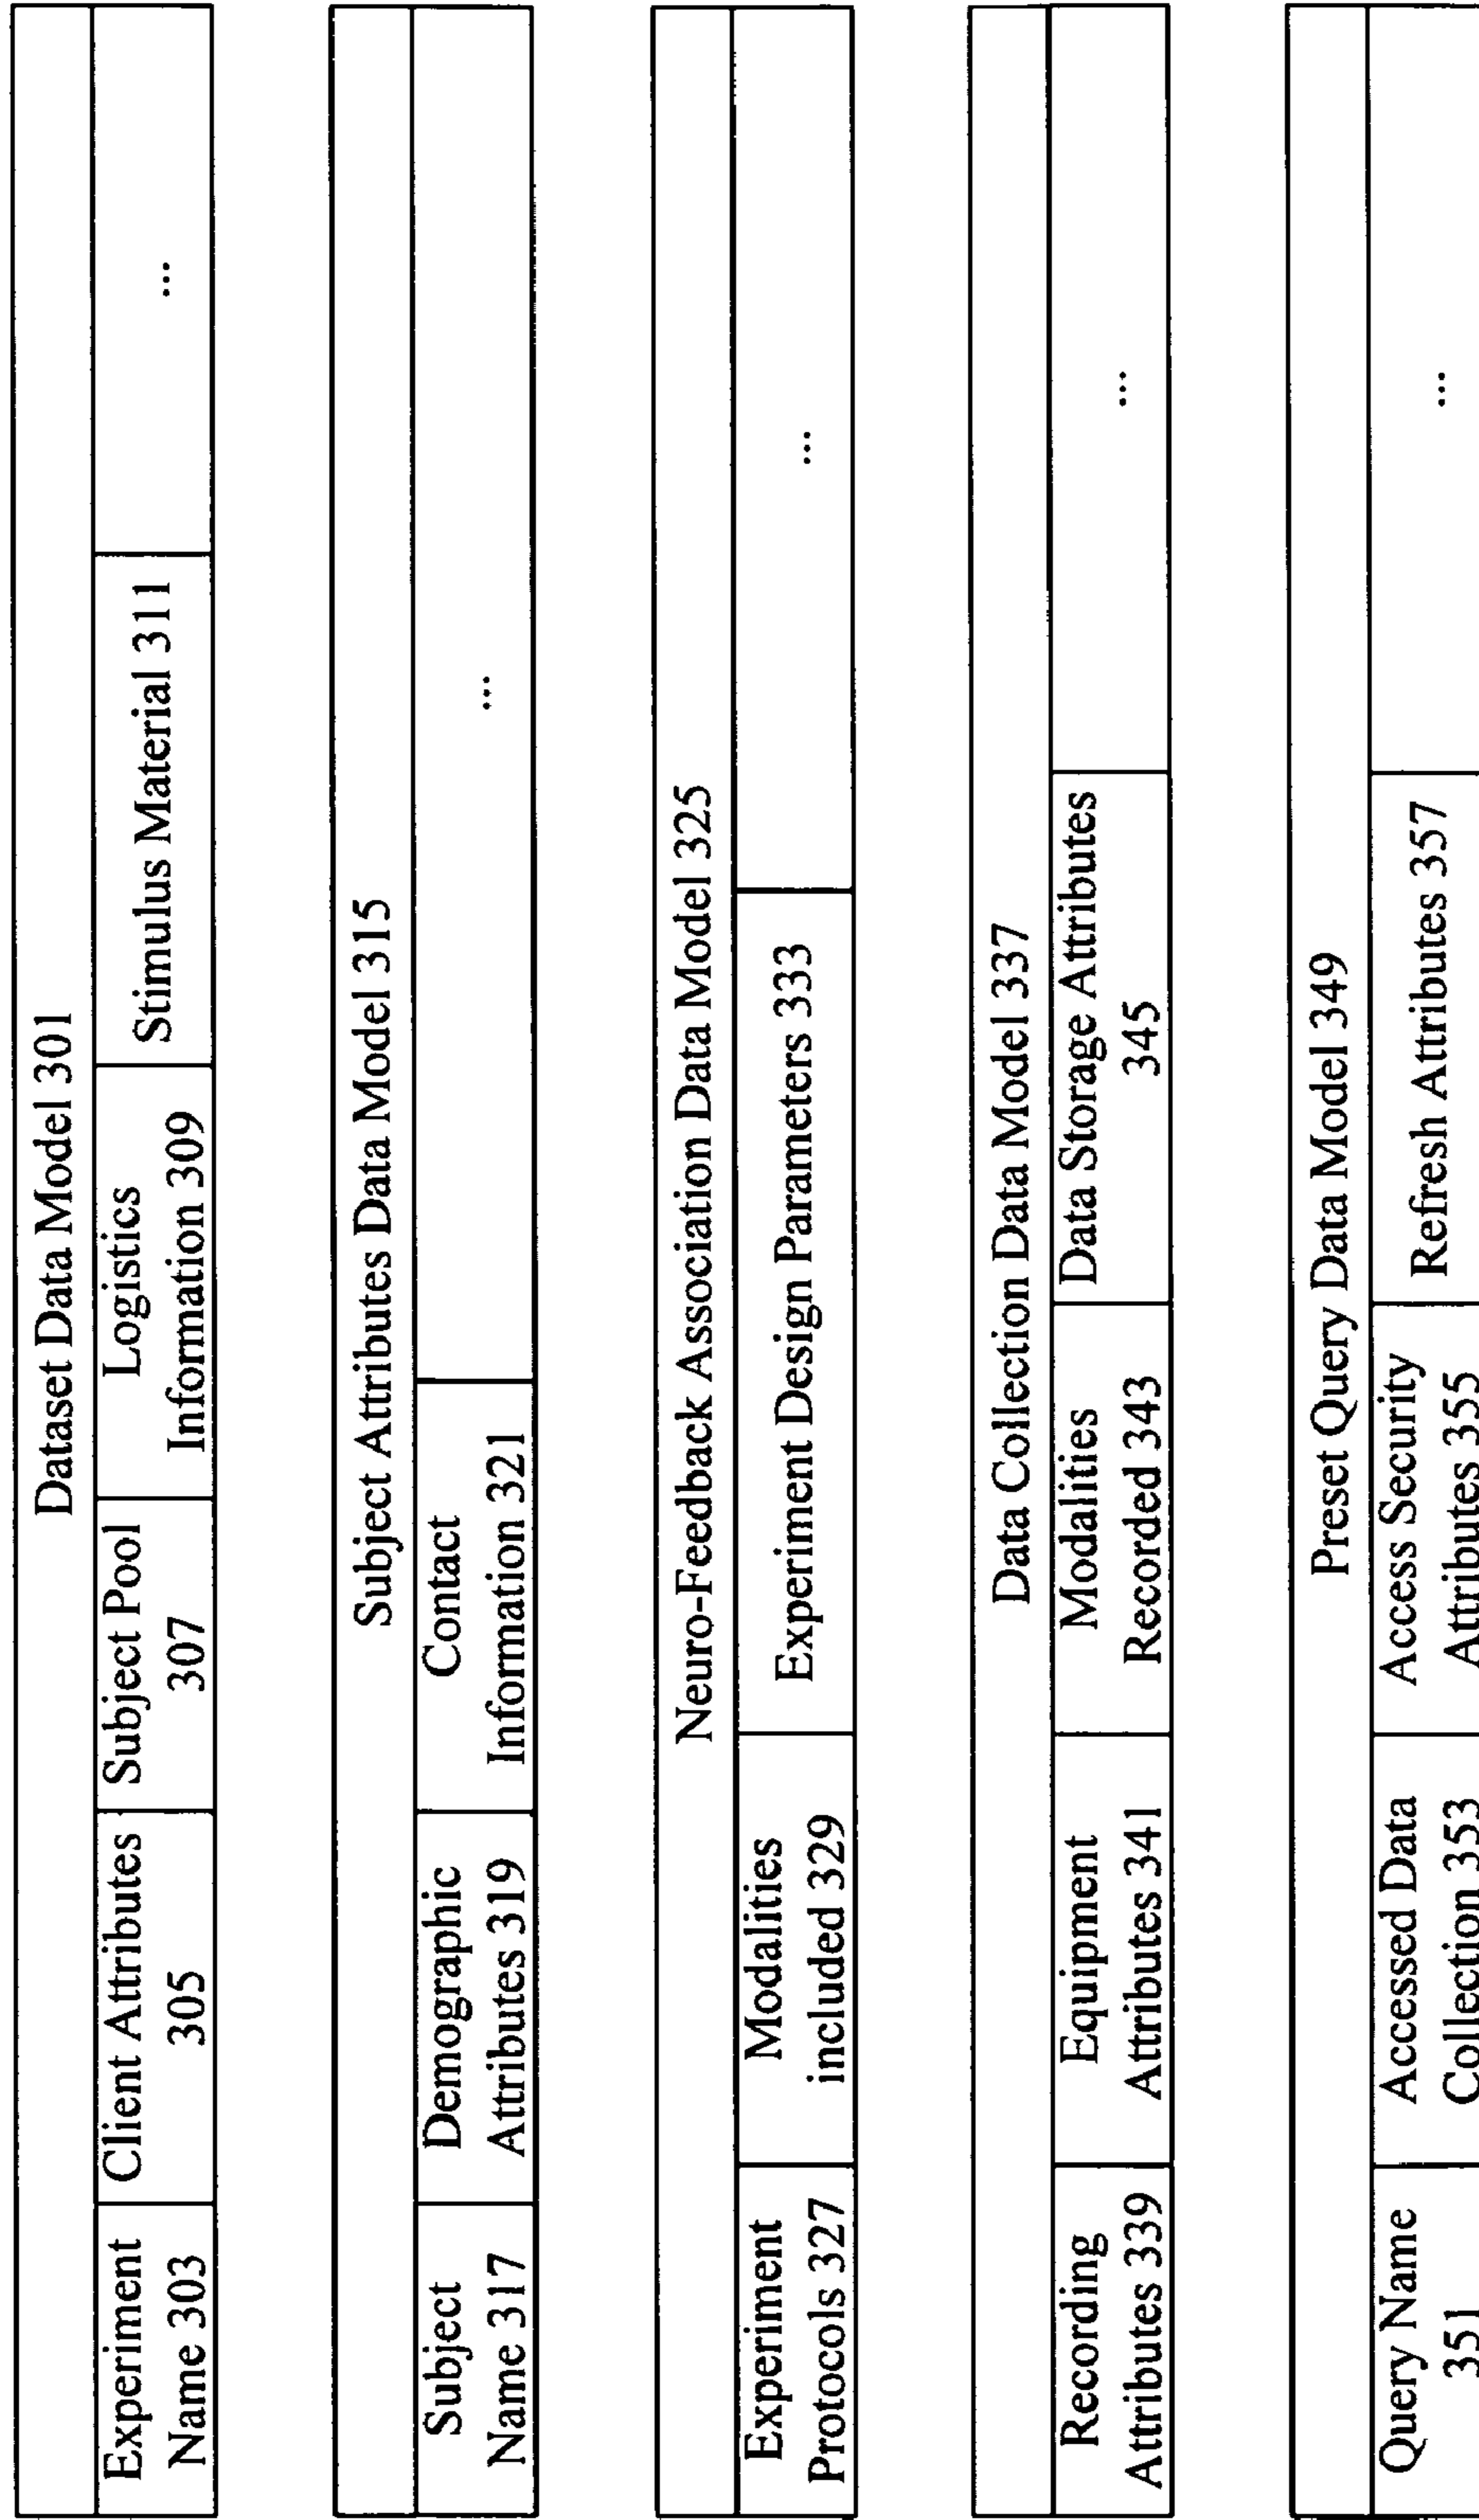 Dataset Data Model 301
Experiment
Name 303
Client Attributes
305
Subject Pool
307
Logistics
Information 309
Stimulus Material 311
...
Subject Attributes Data Model 315
Subject
Name 317
Demographic
Attributes 319
Contact
Information 321
...
Neuro-Feedback Association Data Model 325
Experiment
Protocols 327
Modalities
included 329
Experiment Design Parameters 333
...
Data Collection Data Model 337
Recording
Attributes 339
Equipment
Attributes 341
Modalities
Recorded 343
Data Storage Attributes
345
...
Preset Query Data Model 349
Query Name
351
Accessed Data
Collection 353
Access Security
Attributes 355
Refresh Attributes 357
...